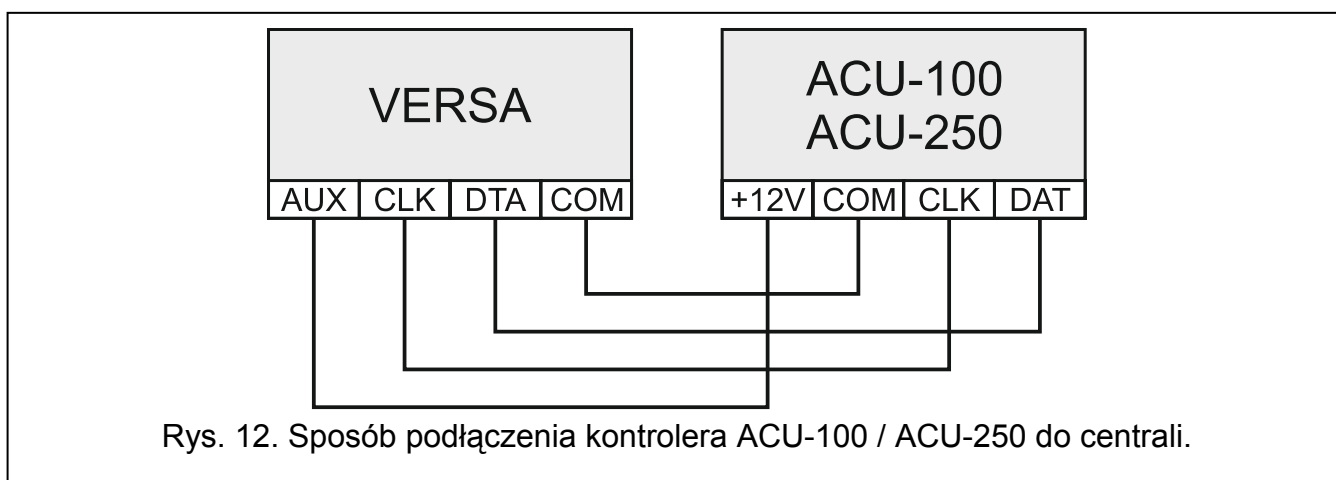 VERSA
ACU-100
ACU-250
AUX CLK DTA COM
+12V COM CLK DAT
Rys. 12. Sposób podłączenia kontrolera ACU-100 / ACU-250 do centrali.